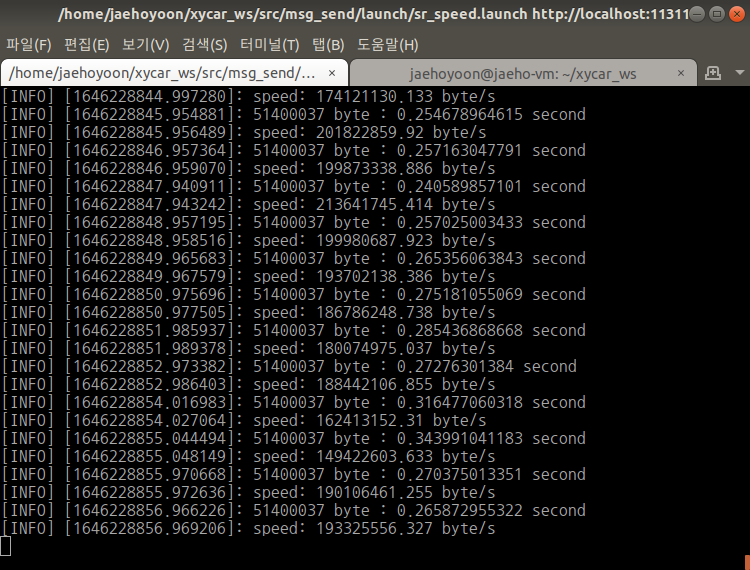 /home/jaehoyoon/xycar_ws/src/msg_send/launch/sr_speed.launch http://localhost:11311
파일(F) 편집(E) 보기(V) 검색(S) 터미널(T) 탭(B) 도움말(H)
/home/jaehoyoon/xycar_ws/src/msg_send/... × jaehoyoon@jaeho-vm: ~/xycar_ws ×
[INFO] [1646228844.997280]: speed: 174121130.133 byte/s
[INFO] [1646228845.954881]: 51400037 byte : 0.254678964615 second
[INFO] [1646228845.956489]: speed: 201822859.92 byte/s
[INFO] [1646228846.957364]: 51400037 byte : 0.257163047791 second
[INFO] [1646228846.959070]: speed: 199873338.886 byte/s
[INFO] [1646228847.940911]: 51400037 byte : 0.240589857101 second
[INFO] [1646228847.943242]: speed: 213641745.414 byte/s
[INFO] [1646228848.957195]: 51400037 byte : 0.257025003433 second
[INFO] [1646228848.958516]: speed: 199980687.923 byte/s
[INFO] [1646228849.965683]: 51400037 byte : 0.265356063843 second
[INFO] [1646228849.967579]: speed: 193702138.386 byte/s
[INFO] [1646228850.975696]: 51400037 byte : 0.275181055069 second
[INFO] [1646228850.977505]: speed: 186786248.738 byte/s
[INFO] [1646228851.985937]: 51400037 byte : 0.285436868668 second
[INFO] [1646228851.989378]: speed: 180074975.037 byte/s
[INFO] [1646228852.973382]: 51400037 byte : 0.27276301384 second
[INFO] [1646228852.986403]: speed: 188442106.855 byte/s
[INFO] [1646228854.016983]: 51400037 byte : 0.316477060318 second
[INFO] [1646228854.027064]: speed: 162413152.31 byte/s
[INFO] [1646228855.044494]: 51400037 byte : 0.343991041183 second
[INFO] [1646228855.048149]: speed: 149422603.633 byte/s
[INFO] [1646228855.970668]: 51400037 byte : 0.270375013351 second
[INFO] [1646228855.972636]: speed: 190106461.255 byte/s
[INFO] [1646228856.966226]: 51400037 byte : 0.265872955322 second
[INFO] [1646228856.969206]: speed: 193325556.327 byte/s